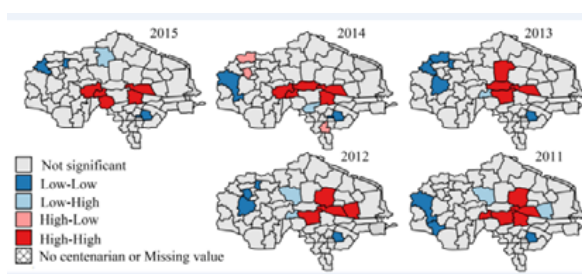 2015
2014
2013
Not significant
Low-Low
Low-High
High-Low
High-High
No centenarian or Missing value
2012
2011